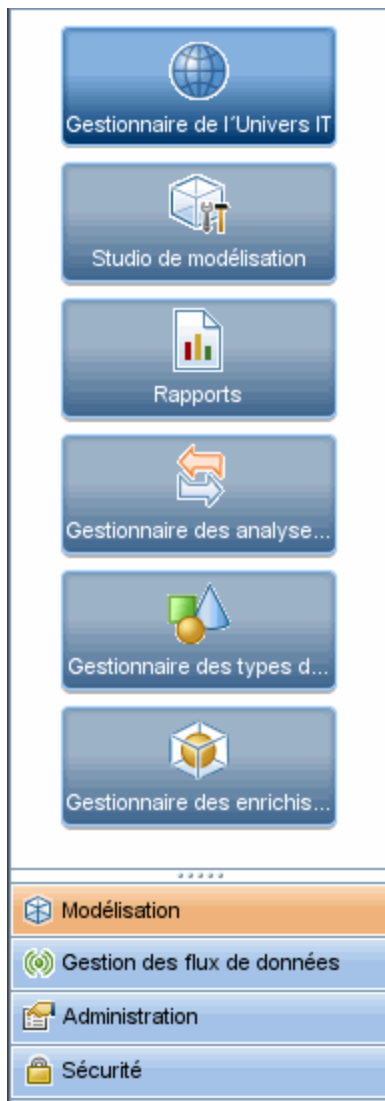 Gestionnaire de l´Univers IT
Studio de modélisation
Rapports
Gestionnaire des analyse...
Gestionnaire des types d...
Gestionnaire des enrichis...
Modélisation
Gestion des flux de données
Administration
Sécurité